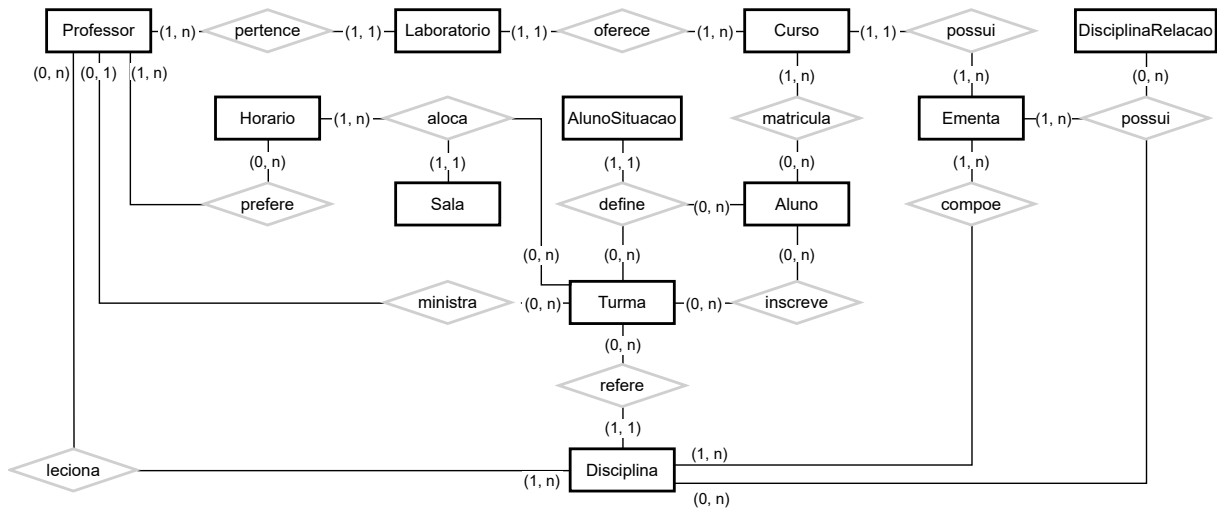 Professor (1, n) pertence (1, 1) Laboratorio (1, 1) oferece (1, n) Curso (1, 1) possui DisciplinaRelacao
(0, n) (0, 1) (1, n) (1, n) (1, n) (0, n)
Horario (1, n) aloca AlunoSituacao matricula Ementa (1, n) possui
(0, n) (1, 1) (1, 1) (0, n) (1, n)
prefere Sala define (0, n) Aluno compoe
(0, n) (0, n) (0, n)
ministra (0, n) Turma (0, n) inscreve
(0, n)
refere
(1, 1)
leciona (1, n) Disciplina (1, n)
(0, n)